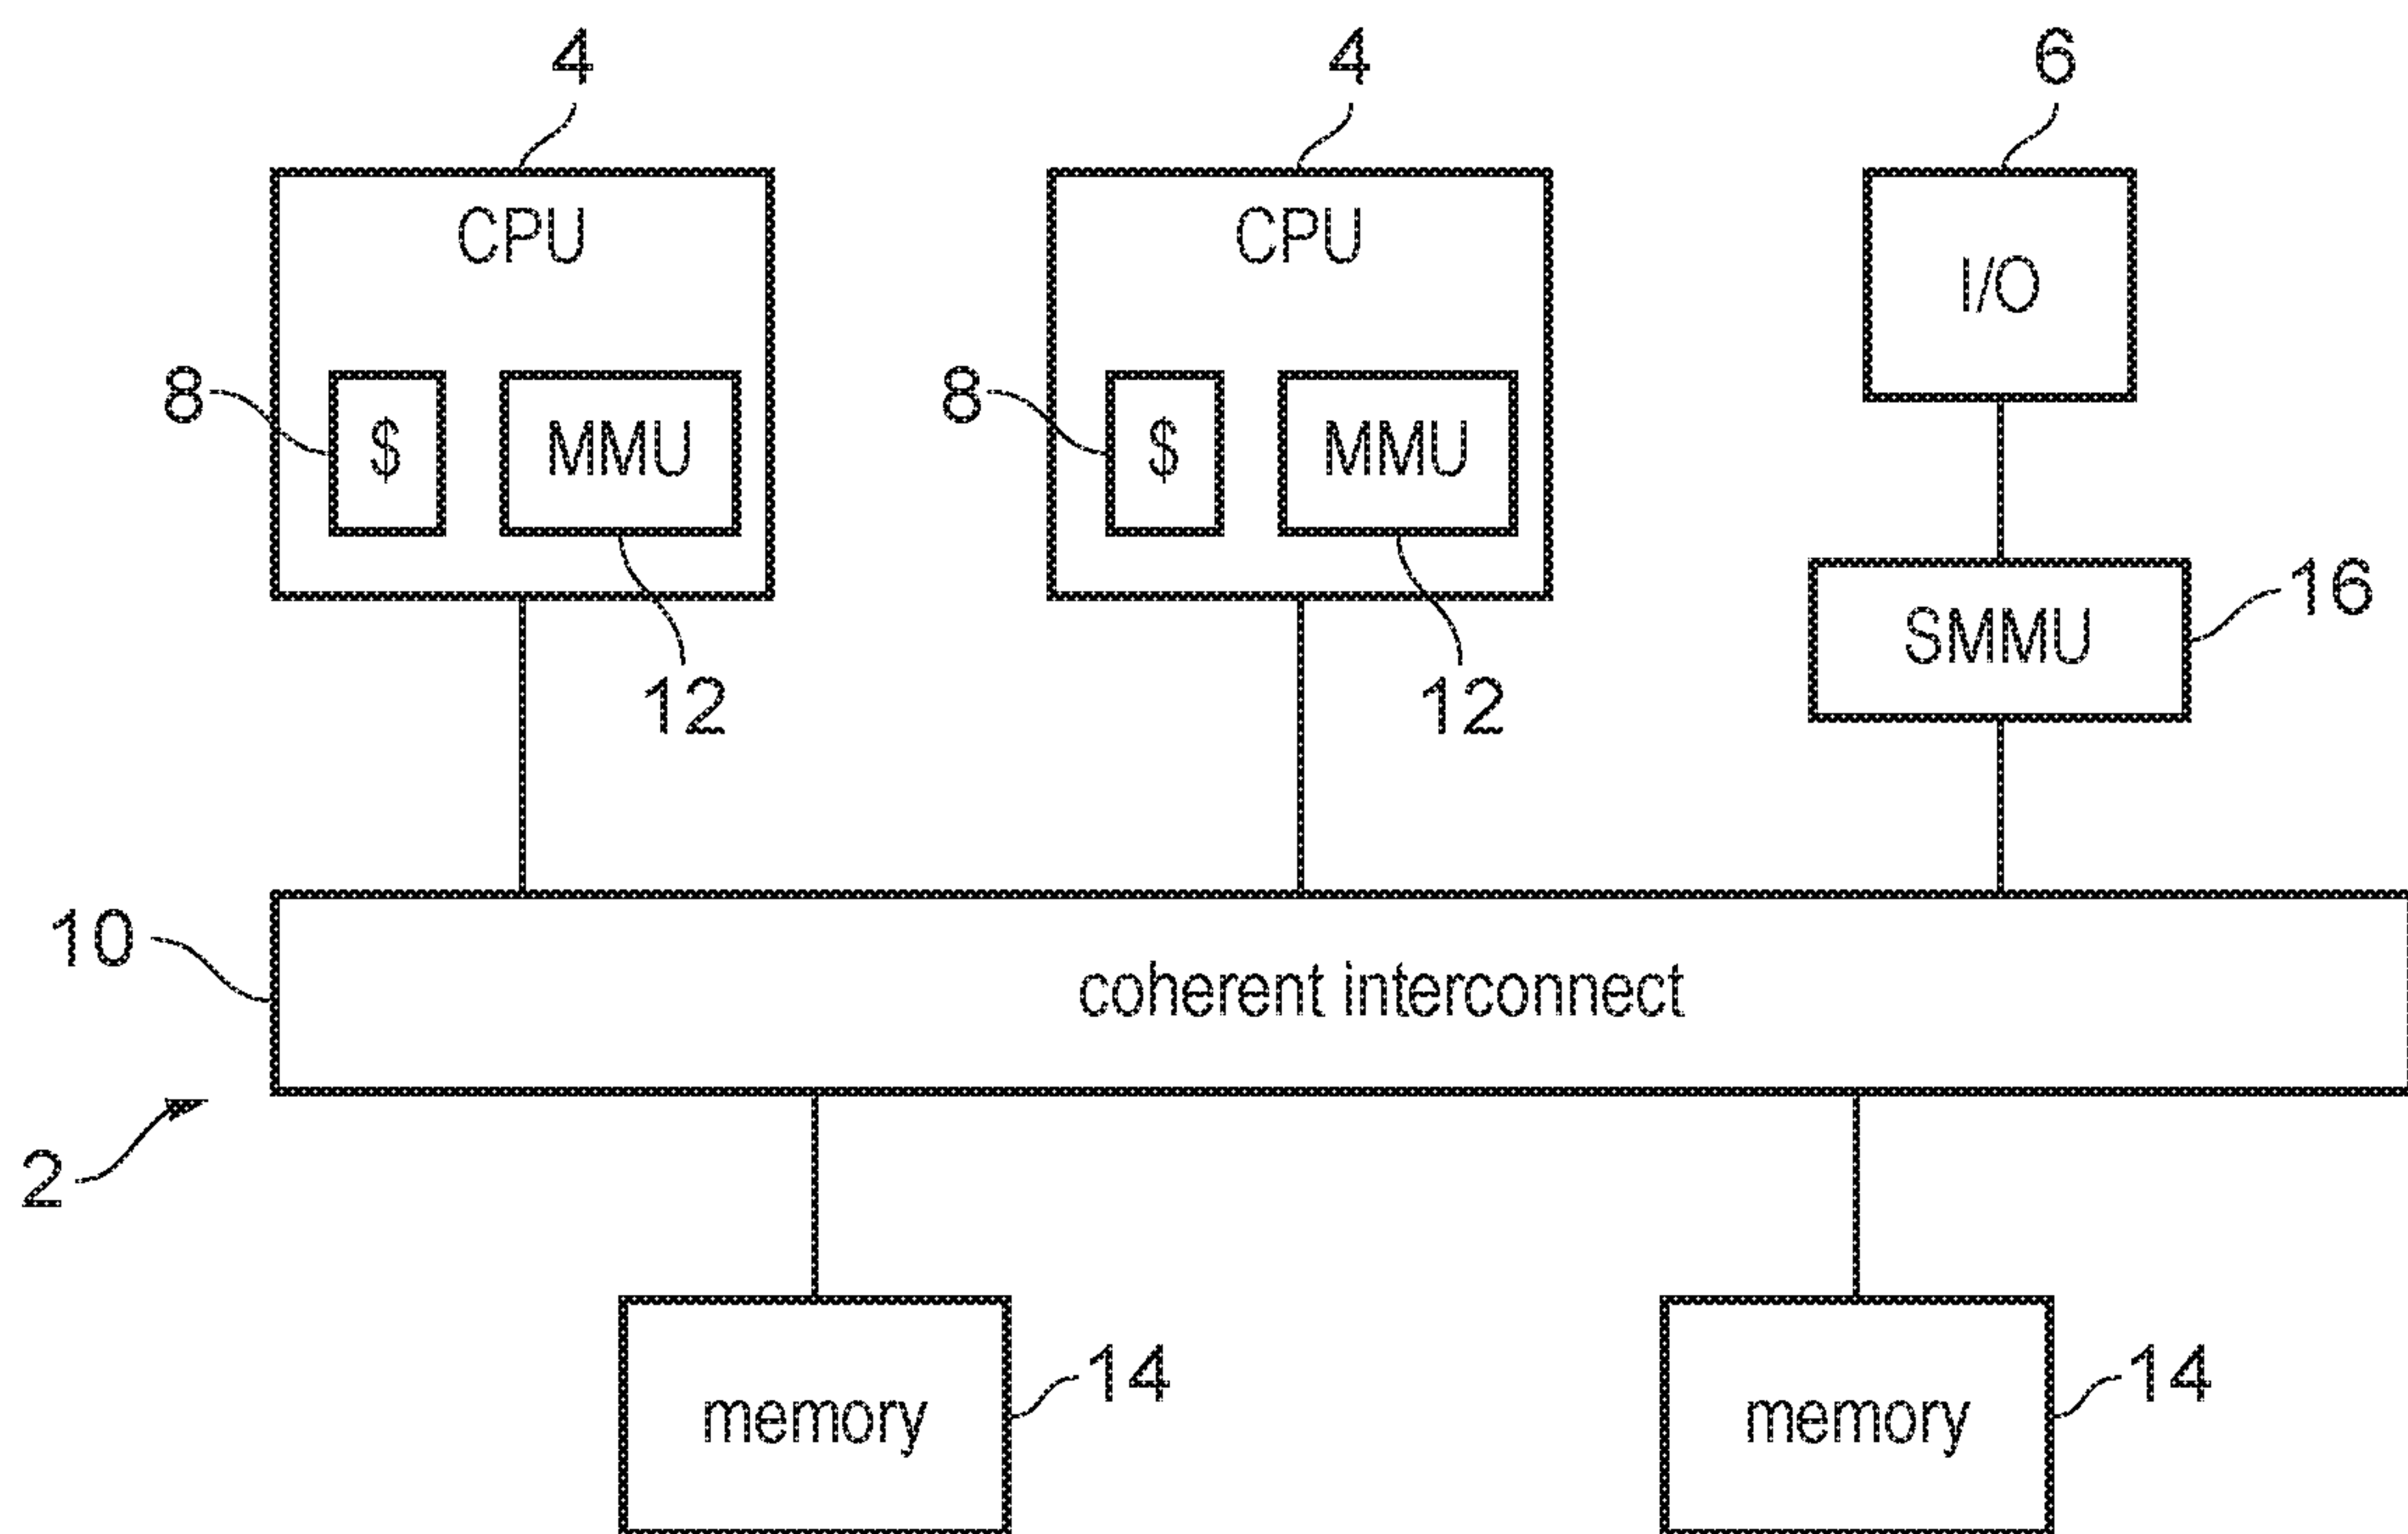 4 4 6
CPU CPU I/O
8 $ MMU 8 $ MMU
12 12 SMMU 16
10 coherent interconnect
2
memory 14 memory 14